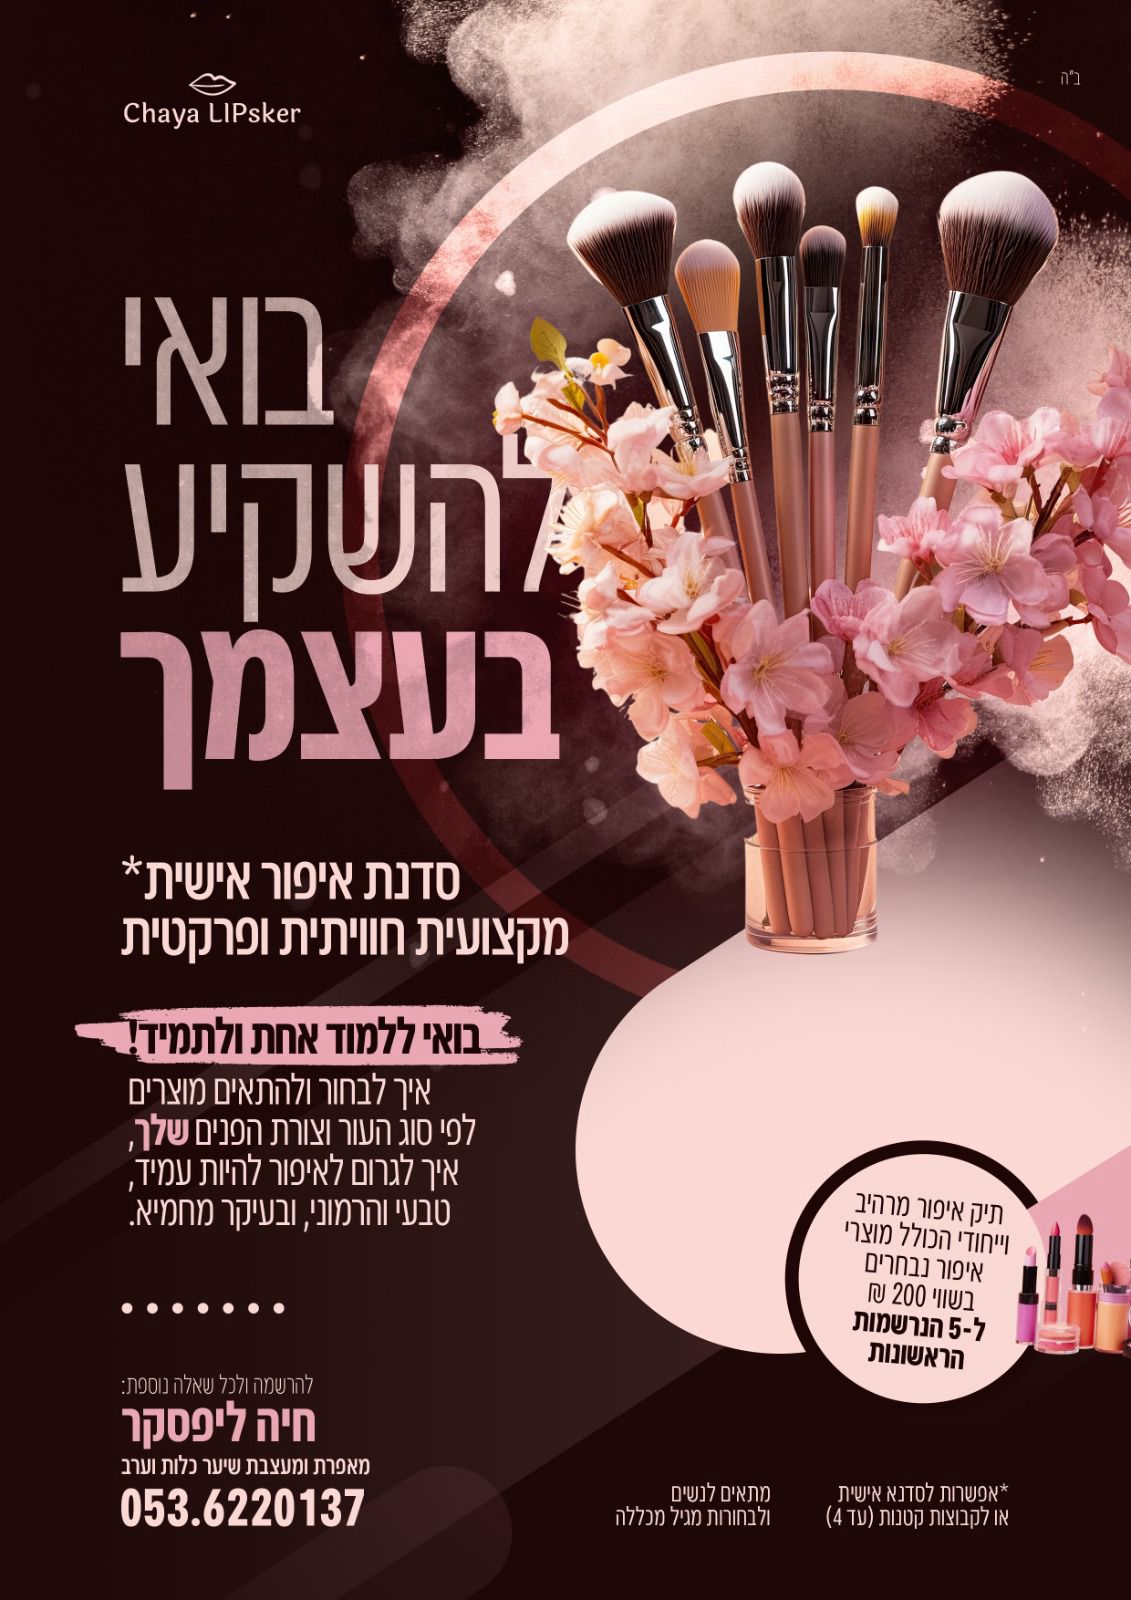 ב"ה
Chaya LIPsker
בואי
להשקיע
בעצמך
סדנת איפור אישית*
מקצועית חוויתית ופרקטית
בואי ללמוד אחת ולתמיד!
איך לבחור ולהתאים מוצרים
לפי סוג העור וצורת הפנים שלך,
איך לגרום לאיפור להיות עמיד,
טבעי והרמוני, ובעיקר מחמיא.
תיק איפור מרהיב
וייחודי הכולל מוצרי
איפור נבחרים
בשווי 200 ₪
ל-5 הנרשמות
הראשונות
להרשמה ולכל שאלה נוספת:
חיה ליפסקר
מאפרת ומעצבת שיער כלות וערב
053.6220137
*אפשרות לסדנא אישית
או לקבוצות קטנות (עד 4)
מתאים לנשים
ולבחורות מגיל מכללה